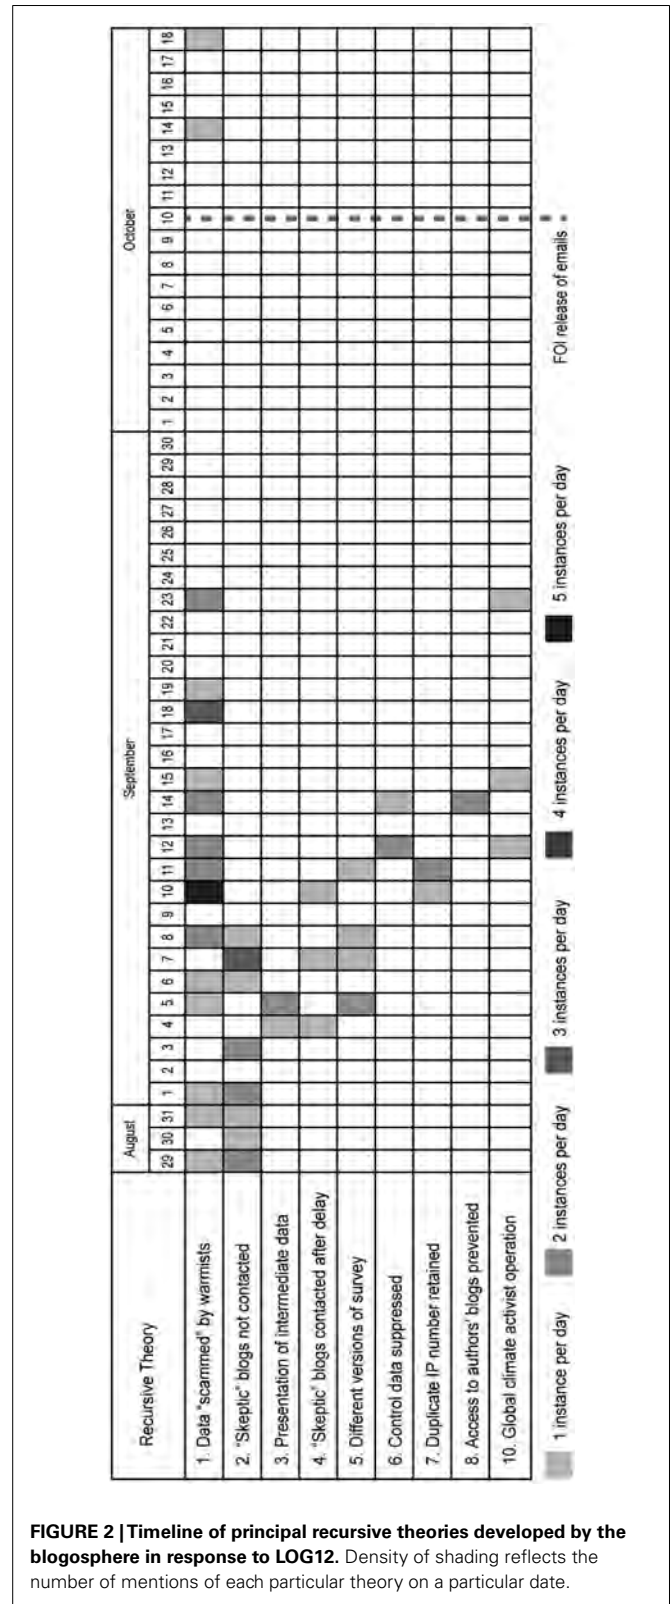 Recursive Theory
August
September
October
29 30 31 1 2 3 4 5 6 7 8 9 10 11 12 13 14 15 16 17 18 19 20 21 22 23 24 25 26 27 28 29 30 1 2 3 4 5 6 7 8 9 10 11 12 13 14 15 16 17 18
1. Data "scammed" by warmists
2. "Skeptic" blogs not contacted
3. Presentation of intermediate data
4. "Skeptic' blogs contacted after delay
5. Different versions of survey
6. Control data suppressed
7. Duplicate IP number retained
8. Access to authors' blogs prevented
10. Global climate activist operation
1 instance per day
2 instances per day
3 instances per day
4 instances per day
5 instances per day
FOI release of emails
FIGURE 2 | Timeline of principal recursive theories developed by the
blogosphere in response to LOG12. Density of shading reflects the
number of mentions of each particular theory on a particular date.